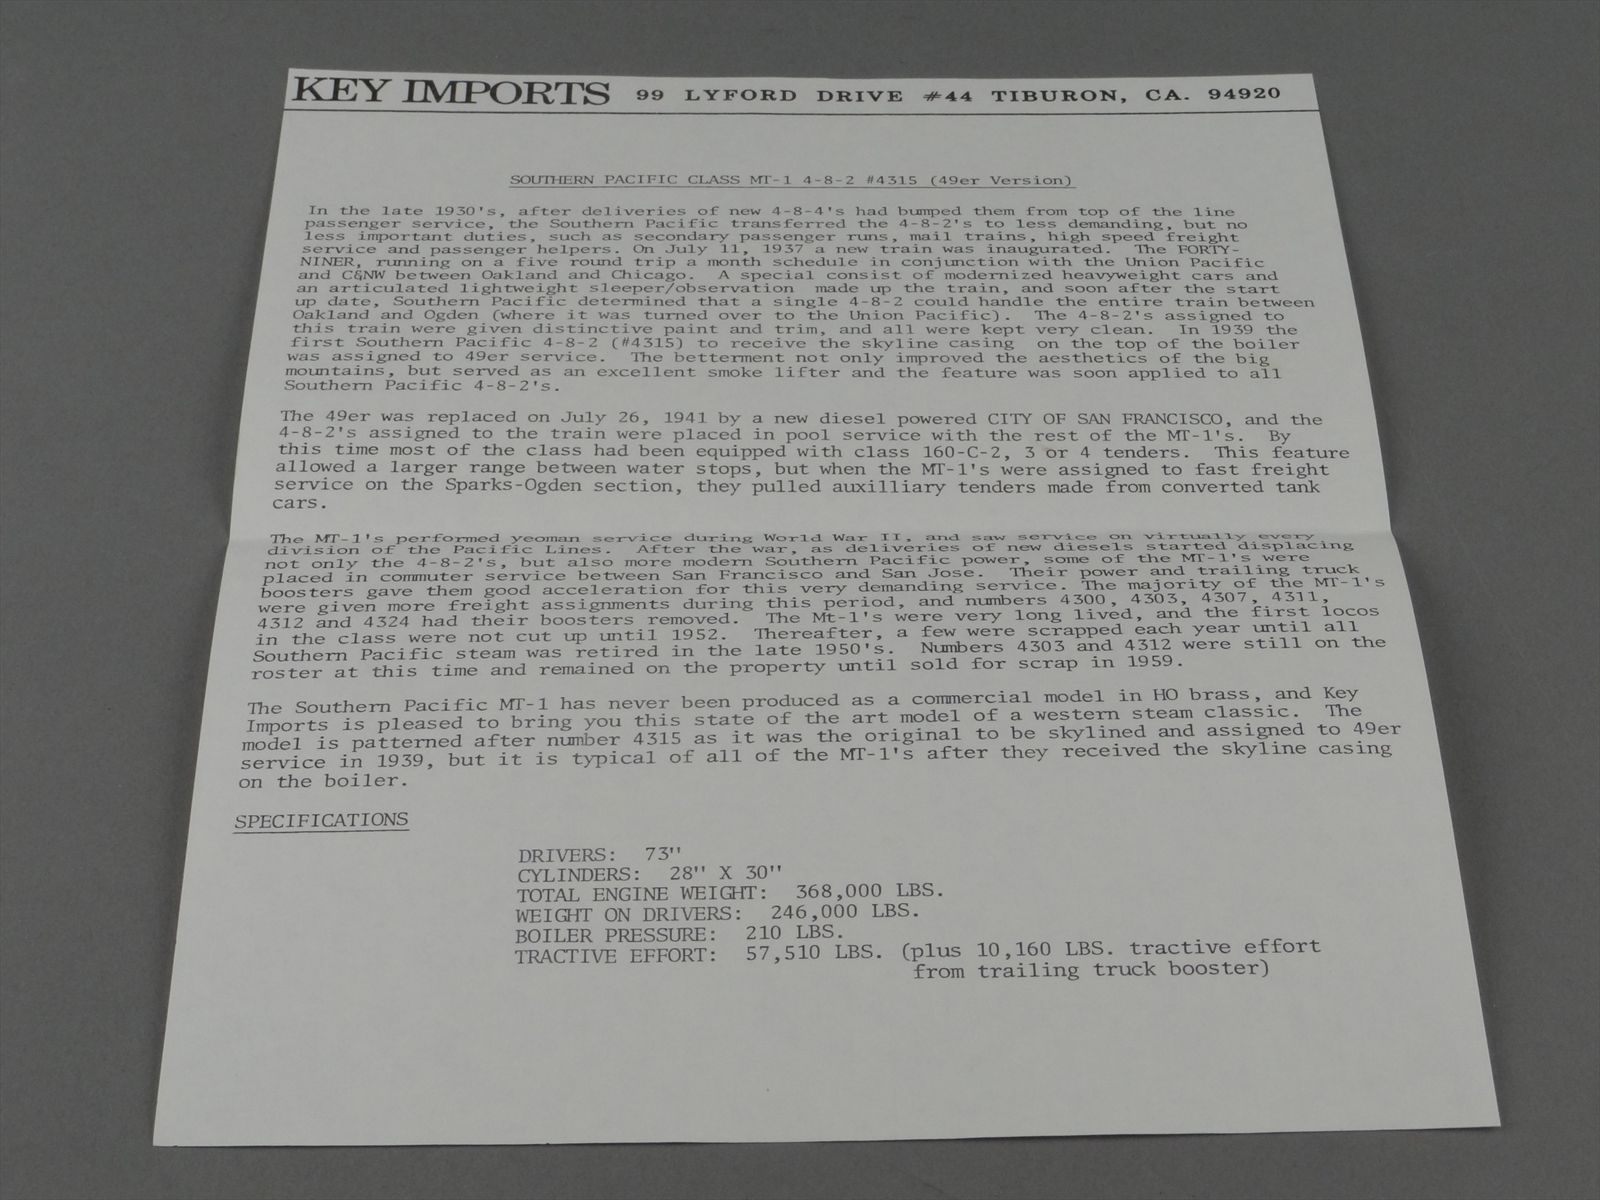 KEY IMPORTS 99 LYFORD DRIVE #44 TIBURON, CA. 94920
SOUTHERN PACIFIC CLASS MT-1 4-8-2 #4315 (49er Version)
In the late 1930's, after deliveries of new 4-8-4's had bumped them from top of the line
passenger service, the Southern Pacific transferred the 4-8-2's to less demanding, but no
less important duties, such as secondary passenger runs, mail trains, high speed freight
service and passenger helpers. On July 11, 1937 a new train was inaugurated. The FORTY-
NINER, running on a five round trip a month schedule in conjunction with the Union Pacific
and C&NW between Oakland and Chicago. A special consist of modernized heavyweight cars and
an articulated lightweight sleeper/observation made up the train, and soon after the start
up date, Southern Pacific determined that a single 4-8-2 could handle the entire train between
Oakland and Ogden (where it was turned over to the Union Pacific). The 4-8-2's assigned to
this train were given distinctive paint and trim, and all were kept very clean. In 1939 the
first Southern Pacific 4-8-2 (#4315) to receive the skyline casing on the top of the boiler
was assigned to 49er service. The betterment not only improved the aesthetics of the big
mountains, but served as an excellent smoke lifter and the feature was soon applied to all
Southern Pacific 4-8-2's.
The 49er was replaced on July 26, 1941 by a new diesel powered CITY OF SAN FRANCISCO, and the
4-8-2's assigned to the train were placed in pool service with the rest of the MT-1's. By
this time most of the class had been equipped with class 160-C-2, 3 or 4 tenders. This feature
allowed a larger range between water stops, but when the MT-1's were assigned to fast freight
service on the Sparks-Ogden section, they pulled auxilliary tenders made from converted tank
cars.
The MT-1's performed yeoman service during World War II, and saw service on virtually every
division of the Pacific Lines. After the war, as deliveries of new diesels started displacing
not only the 4-8-2's, but also more modern Southern Pacific power, some of the MT-1's were
placed in commuter service between San Francisco and San Jose. Their power and trailing truck
boosters gave them good acceleration for this very demanding service. The majority of the MT-1's
were given more freight assignments during this period, and numbers 4300, 4303, 4307, 4311,
4312 and 4324 had their boosters removed. The Mt-1's were very long lived, and the first locos
in the class were not cut up until 1952. Thereafter, a few were scrapped each year until all
Southern Pacific steam was retired in the late 1950's. Numbers 4303 and 4312 were still on the
roster at this time and remained on the property until sold for scrap in 1959.
The Southern Pacific MT-1 has never been produced as a commercial model in HO brass, and Key
Imports is pleased to bring you this state of the art model of a western steam classic. The
model is patterned after number 4315 as it was the original to be skylined and assigned to 49er
service in 1939, but it is typical of all of the MT-1's after they received the skyline casing
on the boiler.
SPECIFICATIONS
DRIVERS: 73"
CYLINDERS: 28" X 30"
TOTAL ENGINE WEIGHT: 368,000 LBS.
WEIGHT ON DRIVERS: 246,000 LBS.
BOILER PRESSURE: 210 LBS.
TRACTIVE EFFORT: 57,510 LBS. (plus 10,160 LBS. tractive effort
from trailing truck booster)